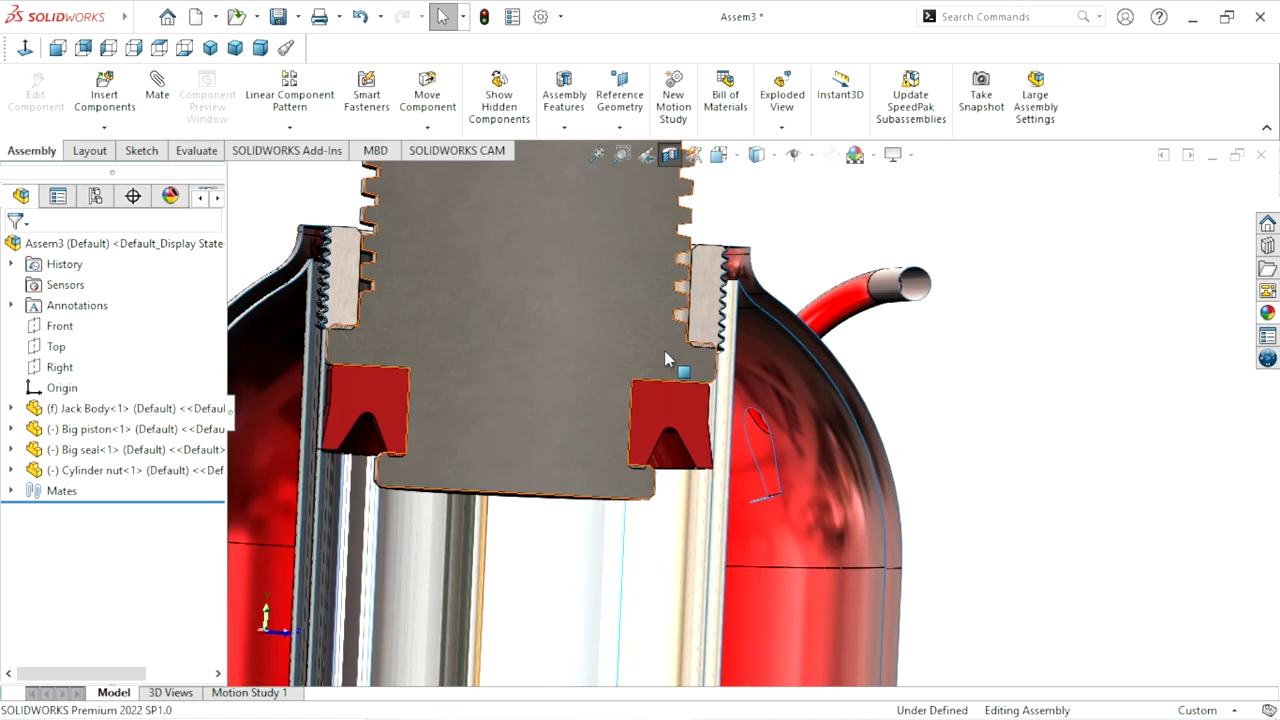 SOLIDWORKS
Assem3 *
Search Commands
Edit Component
Insert Components
Mate
Component Preview Window
Linear Component Pattern
Smart Fasteners
Move Component
Show Hidden Components
Assembly Features
Reference Geometry
New Motion Study
Bill of Materials
Exploded View
Instant3D
Update SpeedPak Subassemblies
Take Snapshot
Large Assembly Settings
Assembly
Layout
Sketch
Evaluate
SOLIDWORKS Add-Ins
MBD
SOLIDWORKS CAM
Assem3 (Default) <Default_Display State
History
Sensors
Annotations
Front
Top
Right
Origin
(f) Jack Body<1> (Default) <<Defaul
(-) Big piston<1> (Default) <<Defau
(-) Big seal<1> (Default) <<Default>
(-) Cylinder nut<1> (Default) <<Def
Mates
Model
3D Views
Motion Study 1
SOLIDWORKS Premium 2022 SP1.0
Under Defined
Editing Assembly
Custom